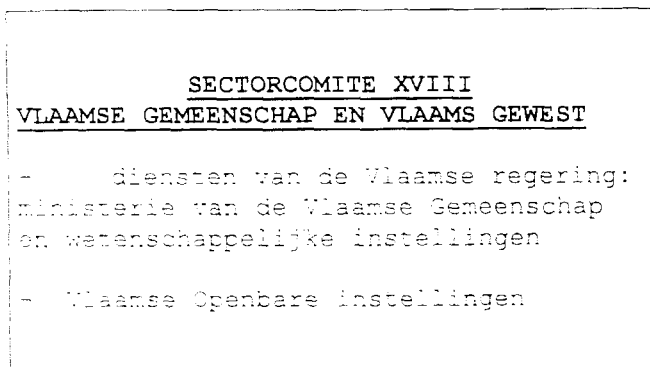 SECTORCOMITE XVIII
VLAAMSE GEMEENSCHAP EN VLAAMS GEWEST
- diensten van de Vlaamse regering:
ministerie van de Vlaamse Gemeenschap
en wetenschappelijke instellingen
- Vlaamse Openbare instellingen